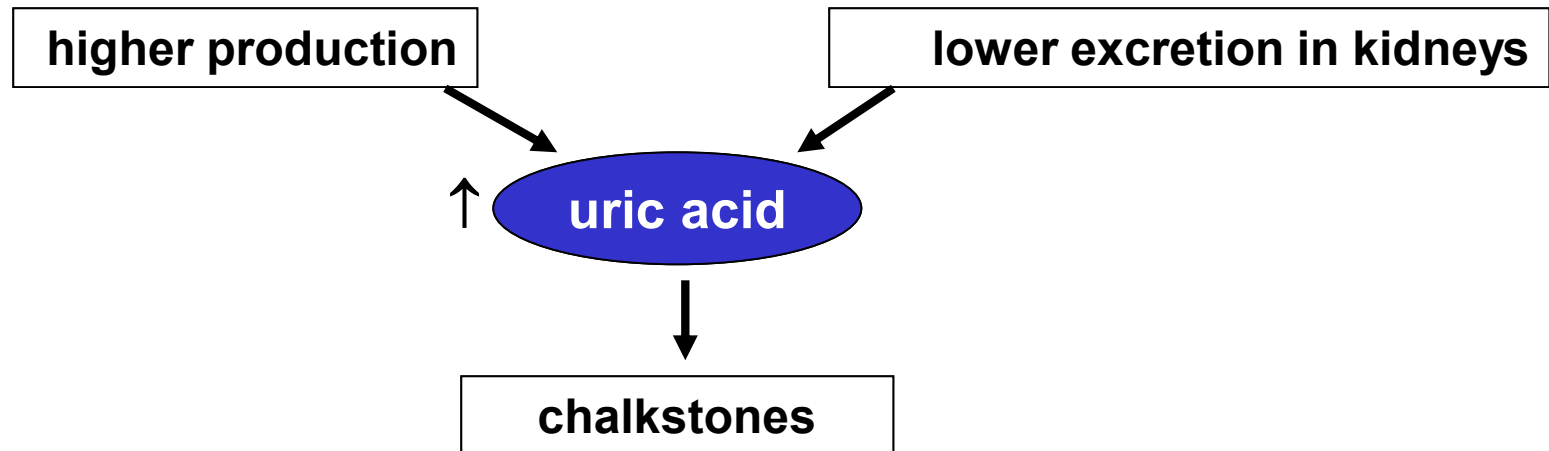 higher production
lower excretion in kidneys
↑ uric acid
chalkstones